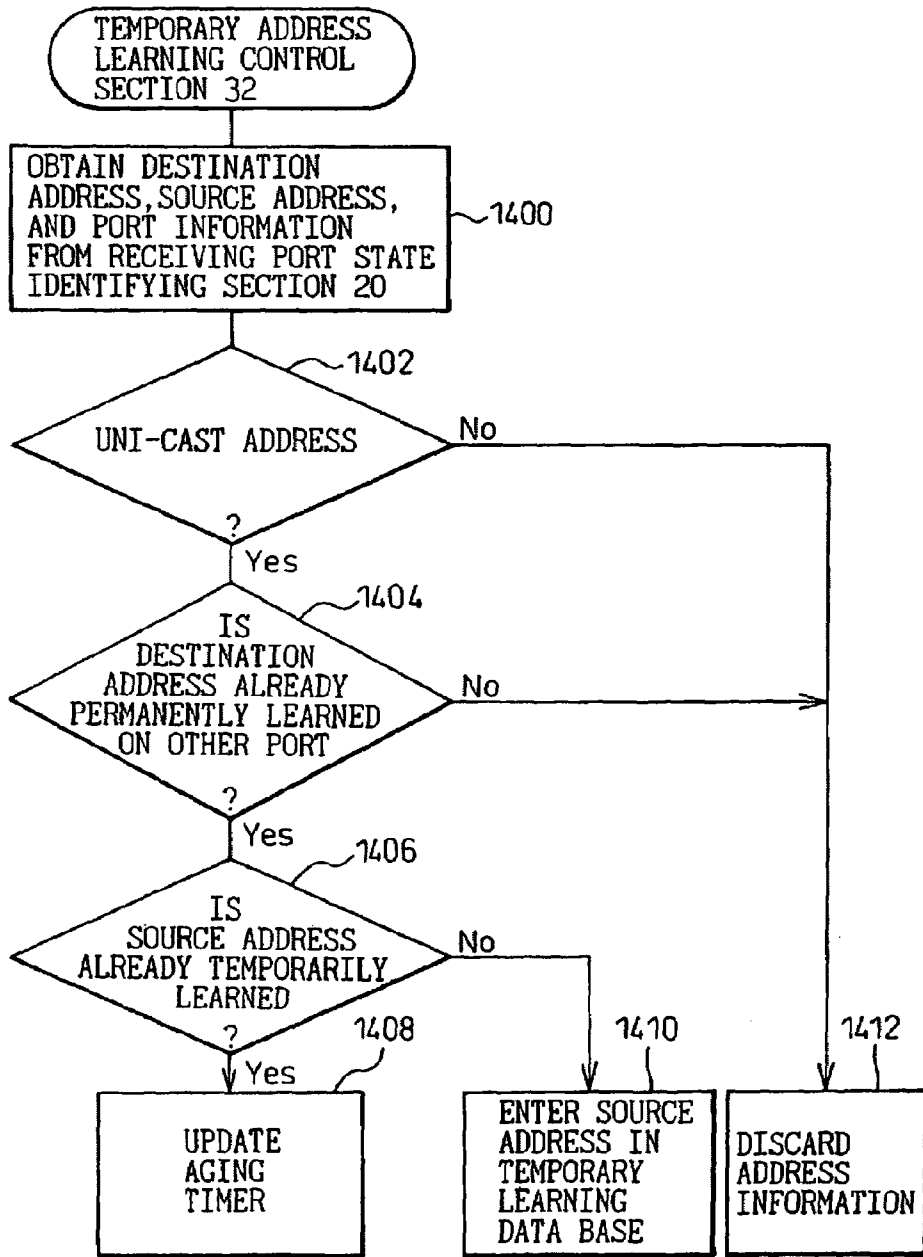 TEMPORARY ADDRESS
LEARNING CONTROL
SECTION 32
OBTAIN DESTINATION
ADDRESS, SOURCE ADDRESS,
AND PORT INFORMATION
FROM RECEIVING PORT STATE
IDENTIFYING SECTION 20
1400
1402
UNI-CAST ADDRESS
No
?
Yes
1404
IS
DESTINATION
ADDRESS ALREADY
PERMANENTLY LEARNED
ON OTHER PORT
No
?
Yes
1406
IS
SOURCE ADDRESS
ALREADY TEMPORARILY
LEARNED
No
?
Yes
1408
UPDATE
AGING
TIMER
1410
ENTER SOURCE
ADDRESS IN
TEMPORARY
LEARNING
DATA BASE
1412
DISCARD
ADDRESS
INFORMATION